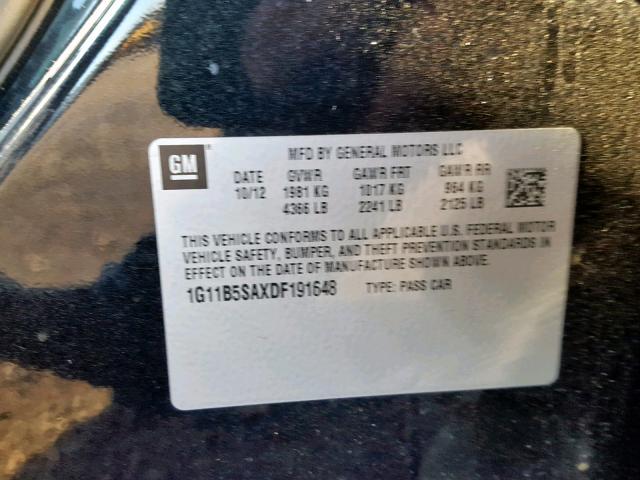 GM
MFD BY GENERAL MOTORS LLC
DATE GVWR GAWR FRT GAWR RR
10/12 1981 KG 1017 KG 964 KG
4366 LB 2241 LB 2125 LB
THIS VEHICLE CONFORMS TO ALL APPLICABLE U.S. FEDERAL MOTOR
VEHICLE SAFETY, BUMPER, AND THEFT PREVENTION STANDARDS IN
EFFECT ON THE DATE OF MANUFACTURE SHOWN ABOVE.
1G11B5SAXDF191648 TYPE: PASS CAR